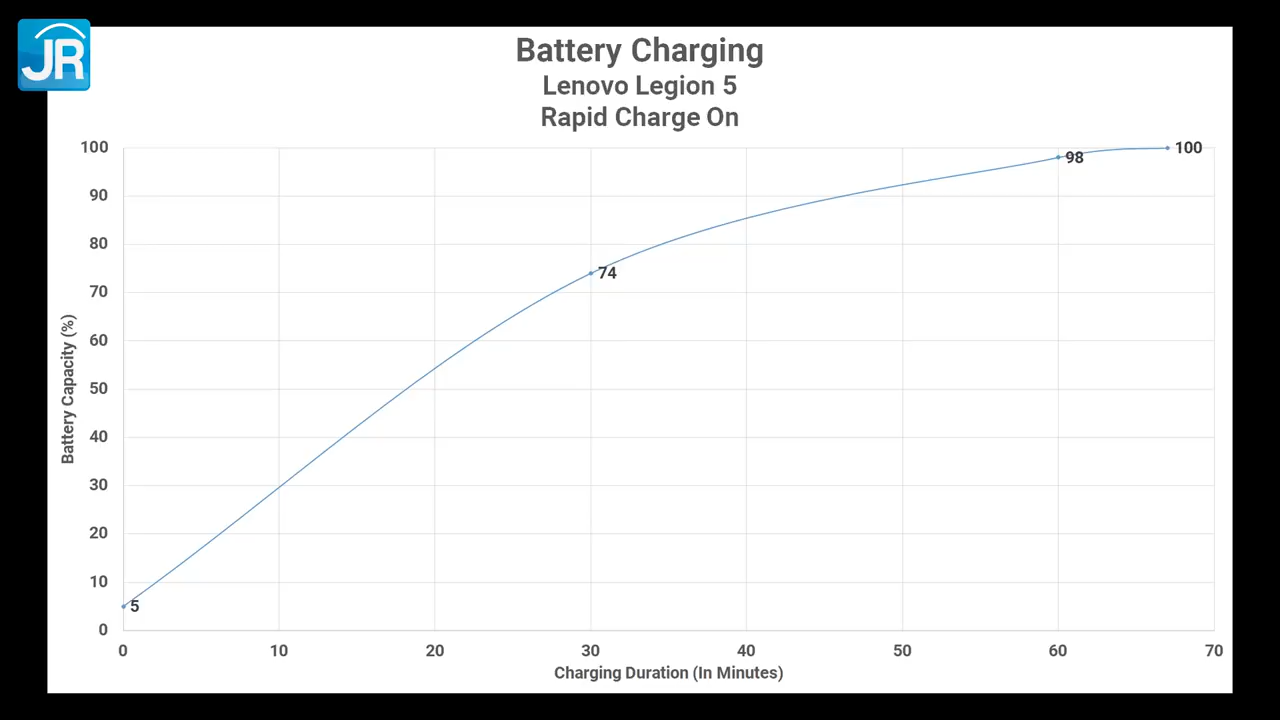 JR
Battery Charging
Lenovo Legion 5
Rapid Charge On
100
90
80
70
60
50
40
30
20
10
0
Battery Capacity (%)
5
74
98
100
0 10 20 30 40 50 60 70
Charging Duration (In Minutes)